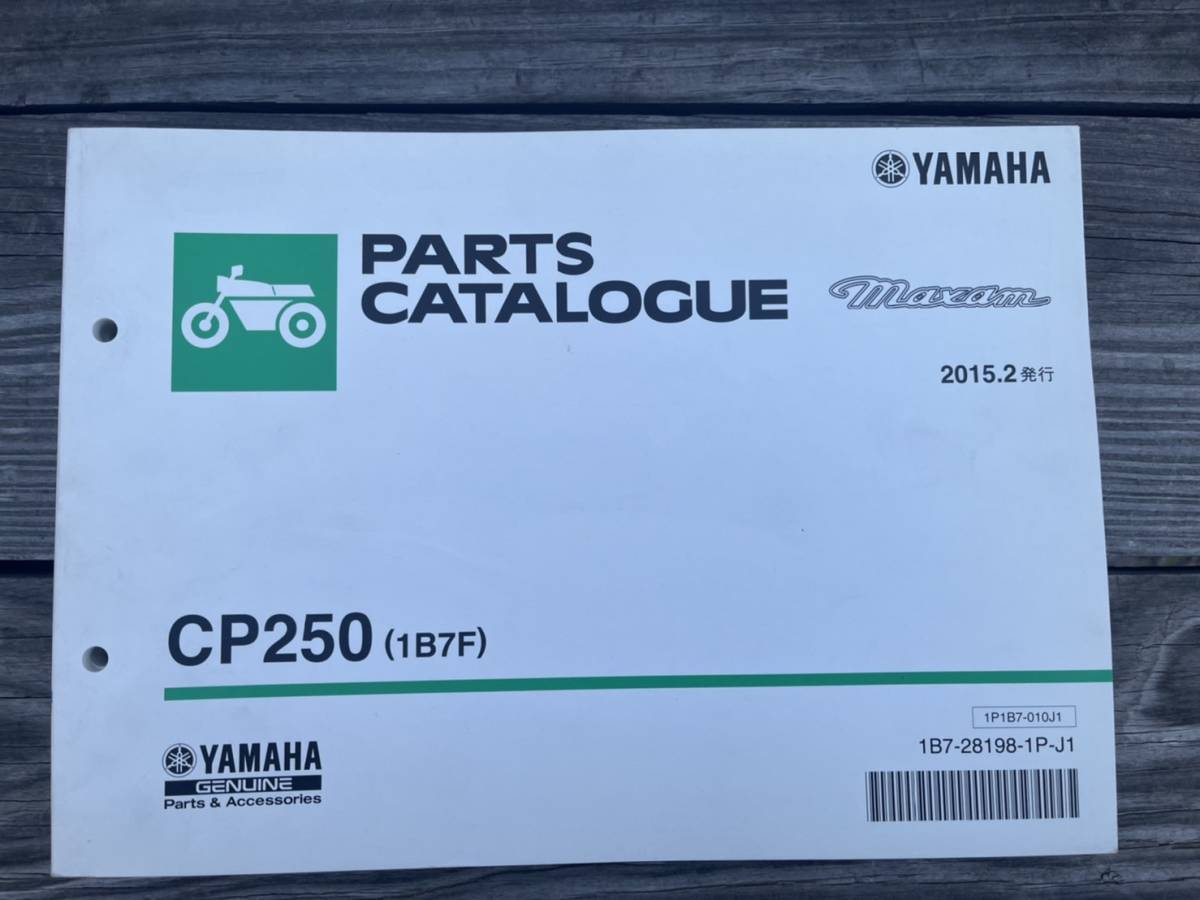 YAMAHA
PARTS
CATALOGUE
Maxam
2015.2発行
CP250 (1B7F)
1P1B7-010J1
1B7-28198-1P-J1
YAMAHA
GENUINE
Parts & Accessories